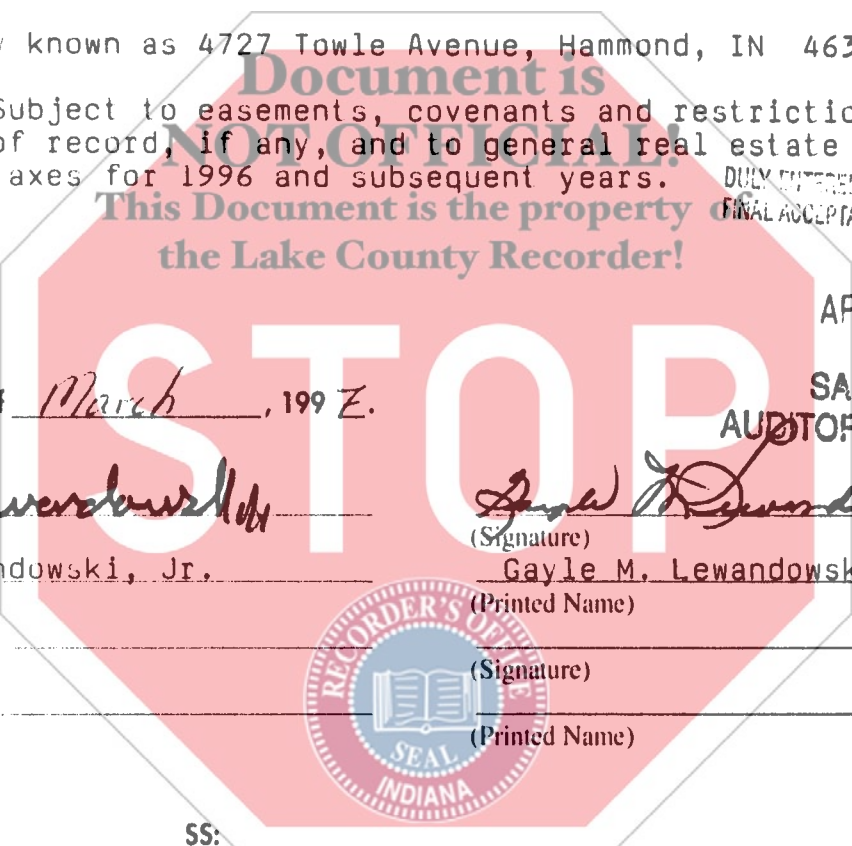 known as 4727 Towle Avenue, Hammond, IN 463
Document is
Subject to easements, covenants and restrictio
of record, if any, and to general real estate
NOT OFFICIAL!
axes for 1996 and subsequent years.
DULY ENTERED
FINAL ACCEPTA
This Document is the property of
the Lake County Recorder!
AP
STOP
March, 1997.
SA
AUDITOR
(Signature)
ndowski, Jr.
Gayle M. Lewandowsk
(Printed Name)
(Signature)
(Printed Name)
RECORDER'S OFFICE
SEAL
INDIANA
SS: